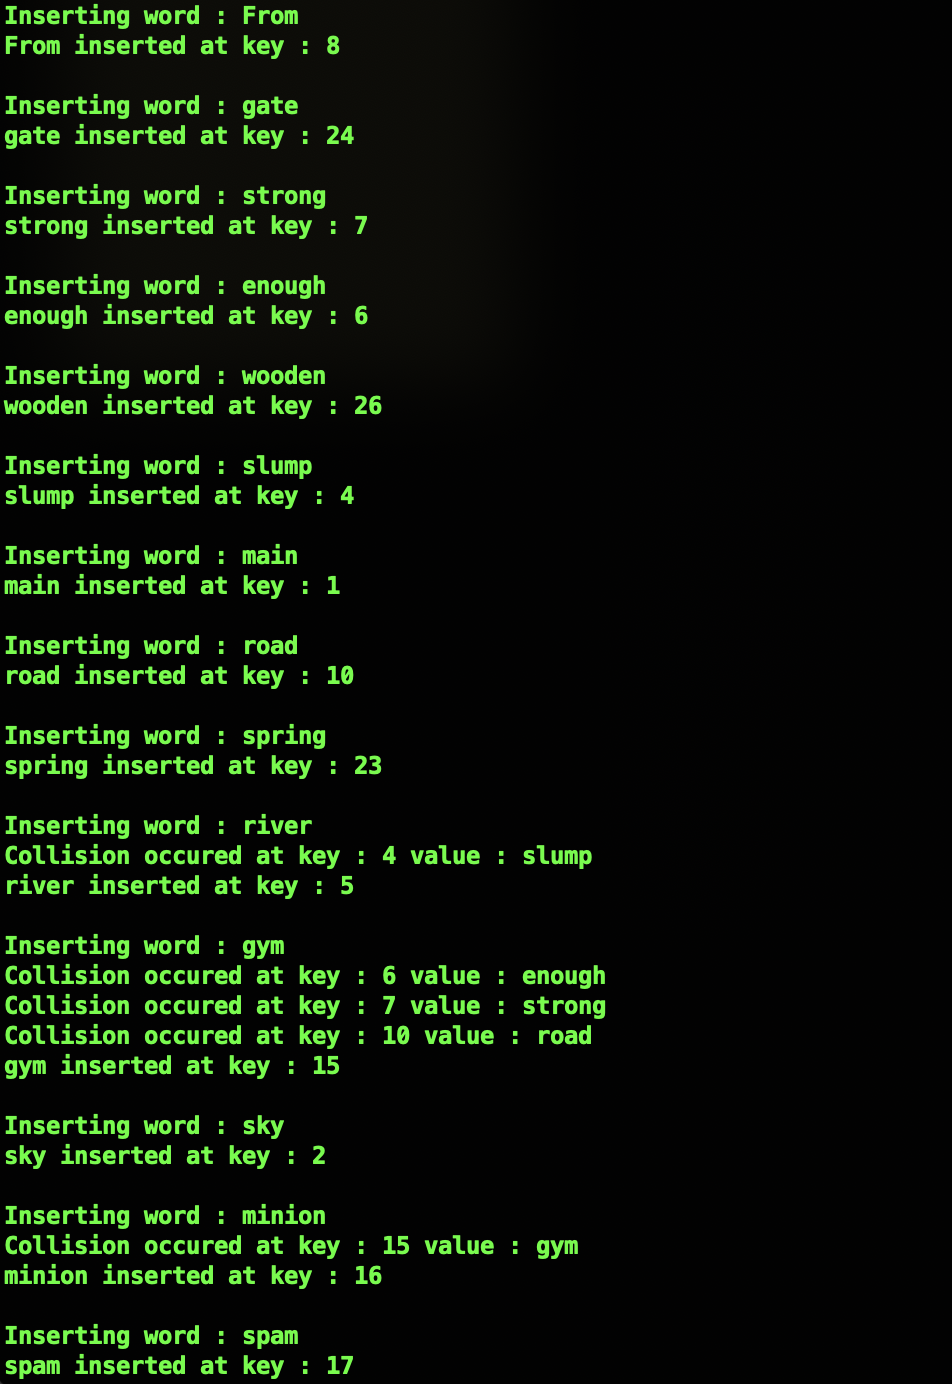 Inserting word : From
From inserted at key : 8
Inserting word : gate
gate inserted at key : 24
Inserting word : strong
strong inserted at key : 7
Inserting word : enough
enough inserted at key : 6
Inserting word : wooden
wooden inserted at key : 26
Inserting word : slump
slump inserted at key : 4
Inserting word : main
main inserted at key : 1
Inserting word : road
road inserted at key : 10
Inserting word : spring
spring inserted at key : 23
Inserting word : river
Collision occured at key : 4 value : slump
river inserted at key : 5
Inserting word : gym
Collision occured at key : 6 value : enough
Collision occured at key : 7 value : strong
Collision occured at key : 10 value : road
gym inserted at key : 15
Inserting word : sky
sky inserted at key : 2
Inserting word : minion
Collision occured at key : 15 value : gym
minion inserted at key : 16
Inserting word : spam
spam inserted at key : 17